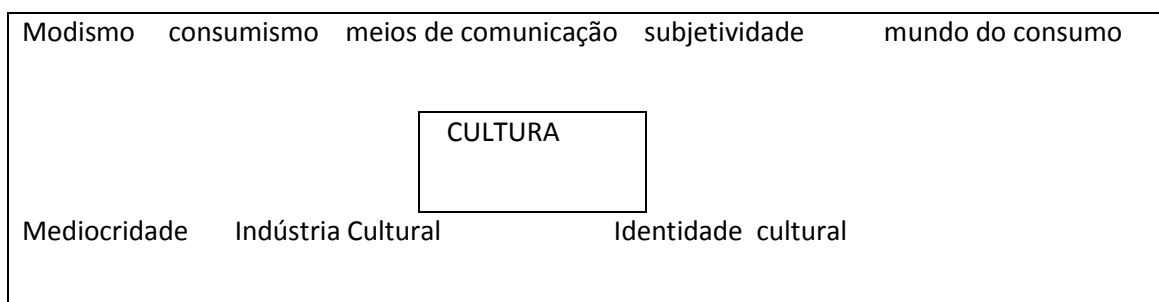 Modismo consumismo meios de comunicação subjetividade mundo do consumo
CULTURA
Mediocridade Indústria Cultural Identidade cultural